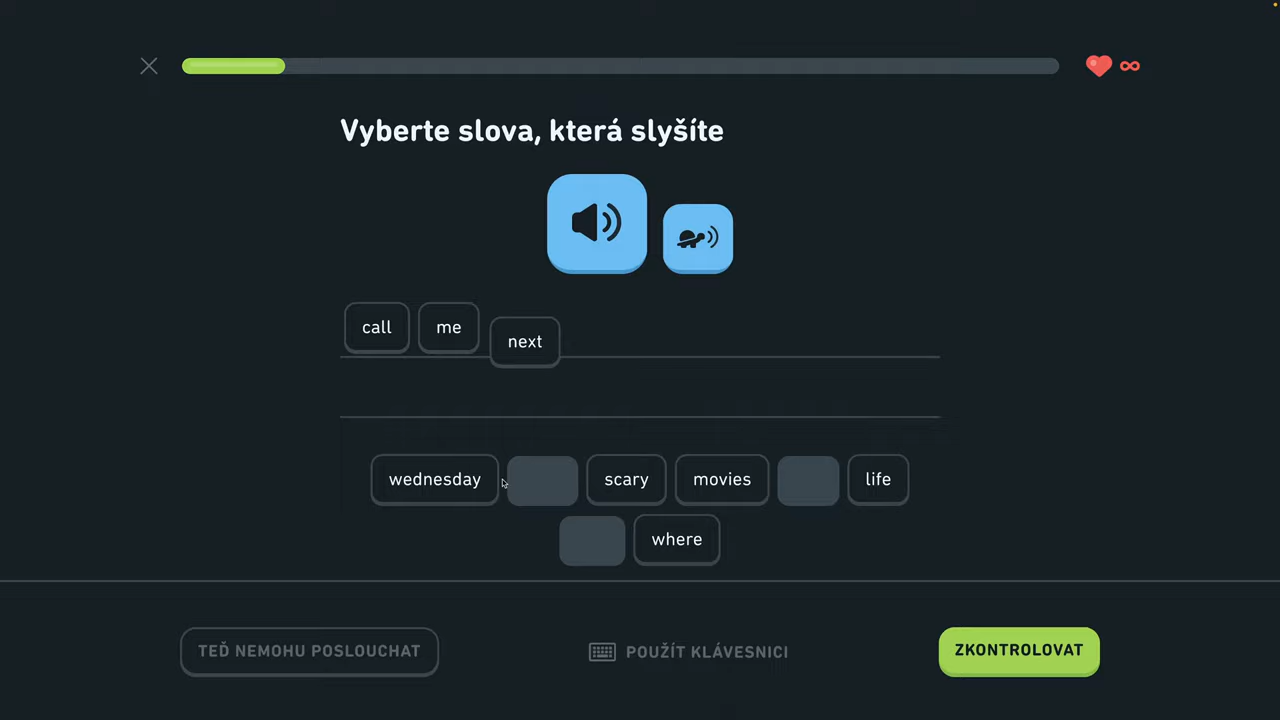 Vyberte slova, která slyšíte
call me next
wednesday scary movies life
where
TEĎ NEMOHU POSLOUCHAT POUŽÍT KLÁVESNICI ZKONTROLOVAT